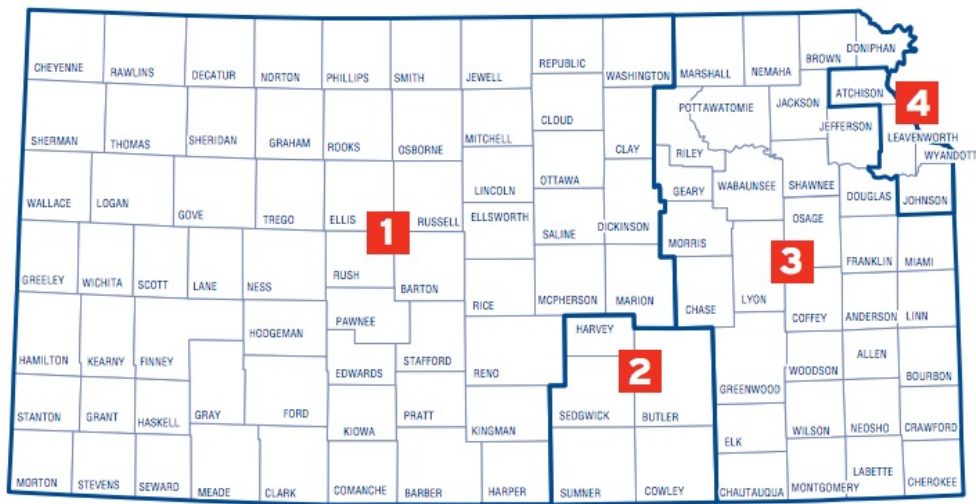 CHEYENNE
RAWLINS
DECATUR
NORTON
PHILLIPS
SMITH
JEWELL
REPUBLIC
WASHINGTON
MARSHALL
NEMAHA
BROWN
DONIPHAN
SHERMAN
THOMAS
SHERIDAN
GRAHAM
ROOKS
OSBORNE
MITCHELL
CLOUD
CLAY
POTTAWATOMIE
JACKSON
ATCHISON
4
JEFFERSON
LEAVENWORTH
WYANDOTT
RILEY
WALLACE
LOGAN
GOVE
TREGO
ELLIS
RUSSELL
LINCOLN
OTTAWA
GEARY
WABAUNSEE
SHAWNEE
DOUGLAS
JOHNSON
1
ELLSWORTH
SALINE
DICKINSON
MORRIS
OSAGE
3
FRANKLIN
MIAMI
GREELEY
WICHITA
SCOTT
LANE
NESS
RUSH
BARTON
RICE
MCPHERSON
MARION
CHASE
LYON
COFFEY
ANDERSON
LINN
HAMILTON
KEARNY
FINNEY
HODGEMAN
PAWNEE
EDWARDS
STAFFORD
RENO
HARVEY
2
GREENWOOD
WOODSON
ALLEN
BOURBON
STANTON
GRANT
HASKELL
GRAY
FORD
KIOWA
PRATT
KINGMAN
SEDGWICK
BUTLER
ELK
WILSON
NEOSHO
CRAWFORD
MORTON
STEVENS
SEWARD
MEADE
CLARK
COMANCHE
BARBER
HARPER
SUMNER
COWLEY
CHAUTAUQUA
MONTGOMERY
LABETTE
CHEROKEE